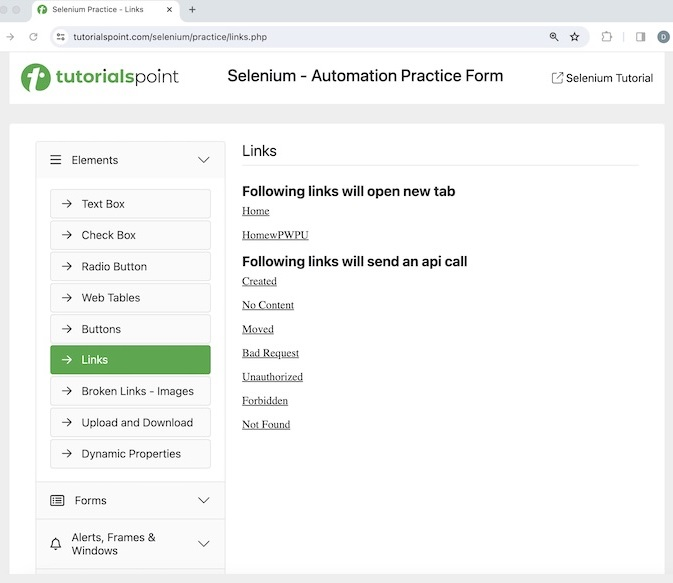 Selenium Practice - Links
tutorialspoint.com/selenium/practice/links.php
D
tutorialspoint
Selenium - Automation Practice Form
Selenium Tutorial
Elements
Text Box
Check Box
Radio Button
Web Tables
Buttons
Links
Broken Links - Images
Upload and Download
Dynamic Properties
Forms
Alerts, Frames &
Windows
Links
Following links will open new tab
Home
HomewPWPU
Following links will send an api call
Created
No Content
Moved
Bad Request
Unauthorized
Forbidden
Not Found